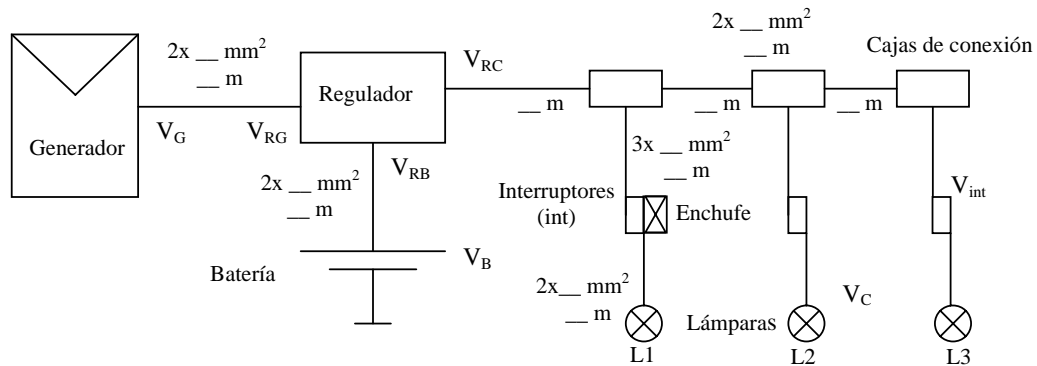 2x __ mm²
__ m
Generador
V_G
V_RG
Regulador
V_RC
V_RB
2x __ mm²
__ m
Batería
V_B
__ m
__ m
2x __ mm²
__ m
__ m
Cajas de conexión
3x __ mm²
__ m
Interruptores
(int)
Enchufe
V_int
2x__ mm²
__ m
Lámparas
V_C
L1
L2
L3